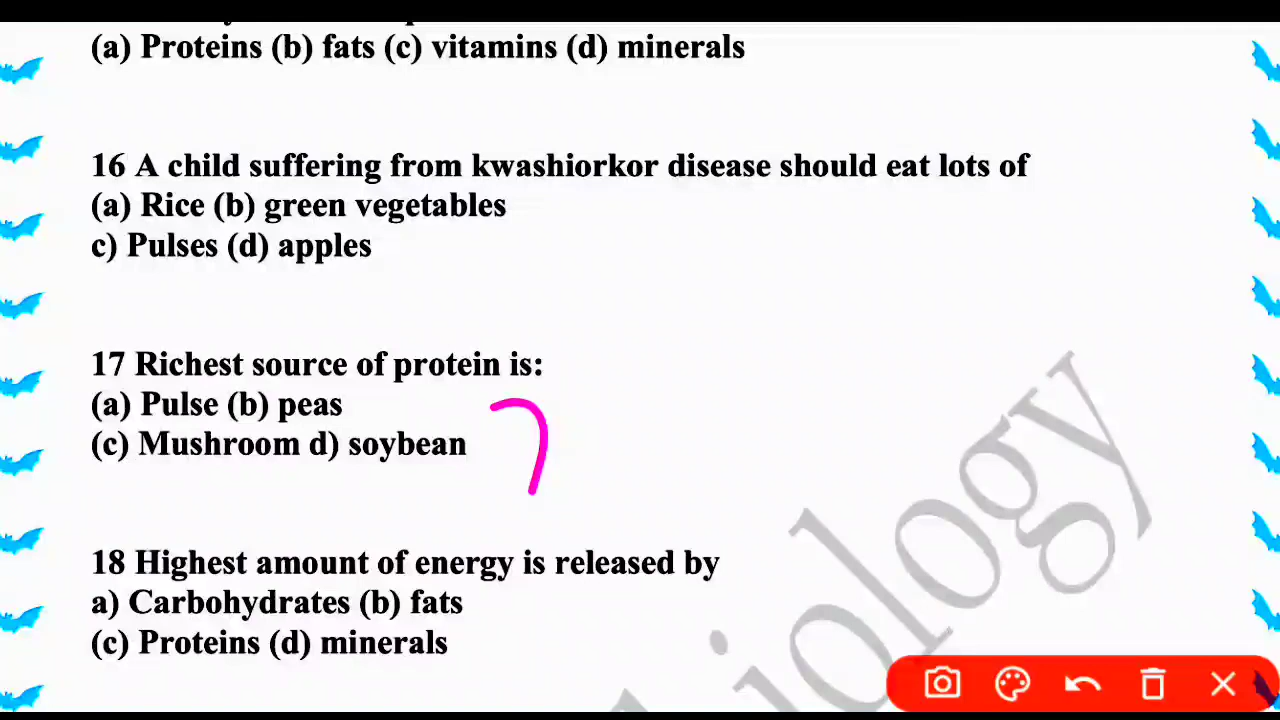 (a) Proteins (b) fats (c) vitamins (d) minerals
16 A child suffering from kwashiorkor disease should eat lots of
(a) Rice (b) green vegetables
c) Pulses (d) apples
17 Richest source of protein is:
(a) Pulse (b) peas
(c) Mushroom d) soybean
18 Highest amount of energy is released by
a) Carbohydrates (b) fats
(c) Proteins (d) minerals
iology